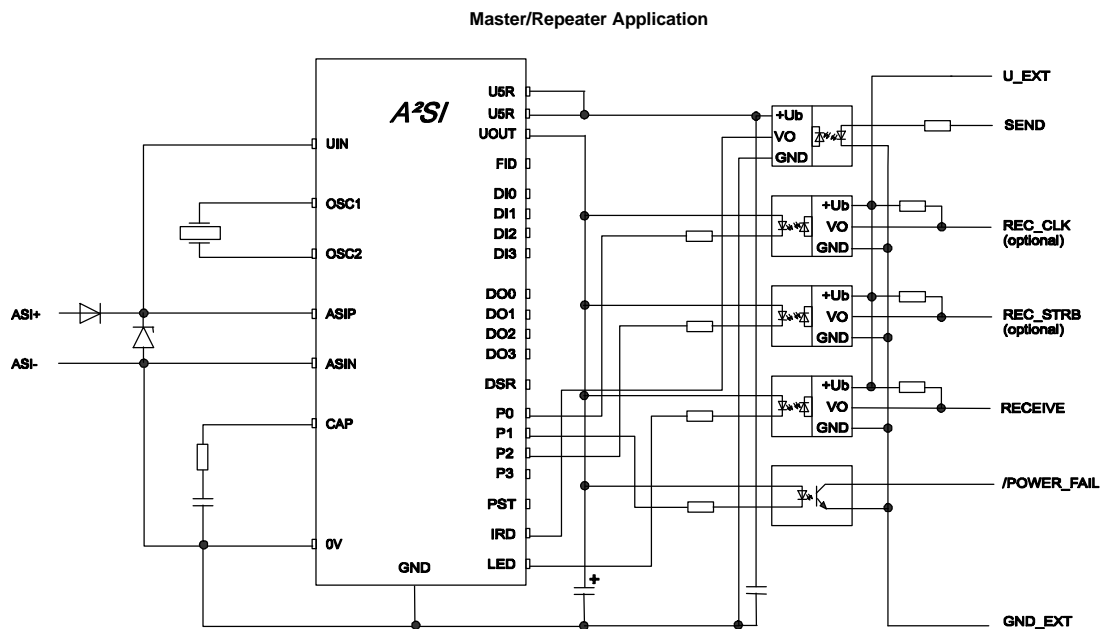 Master/Repeater Application
A²SI
UIN
OSC1
OSC2
ASIP
ASIN
CAP
0V
GND
U5R
U5R
UOUT
FID
DI0
DI1
DI2
DI3
DO0
DO1
DO2
DO3
DSR
P0
P1
P2
P3
PST
IRD
LED
ASI+
ASI-
+
+Ub
VO
GND
+Ub
VO
GND
+Ub
VO
GND
+Ub
VO
GND
U_EXT
SEND
REC_CLK
(optional)
REC_STRB
(optional)
RECEIVE
/POWER_FAIL
GND_EXT